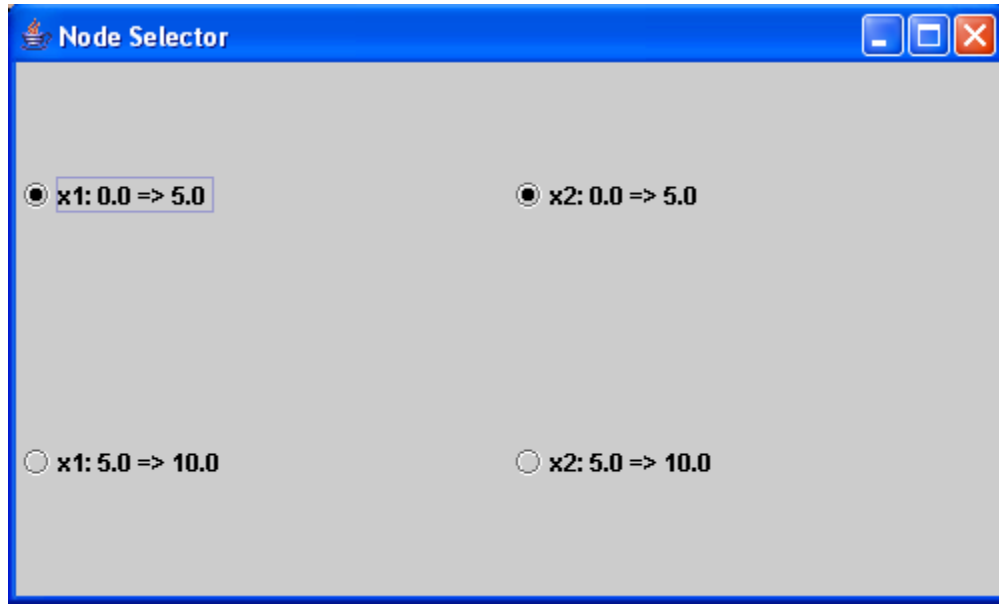 Node Selector
x1: 0.0 => 5.0
x2: 0.0 => 5.0
x1: 5.0 => 10.0
x2: 5.0 => 10.0